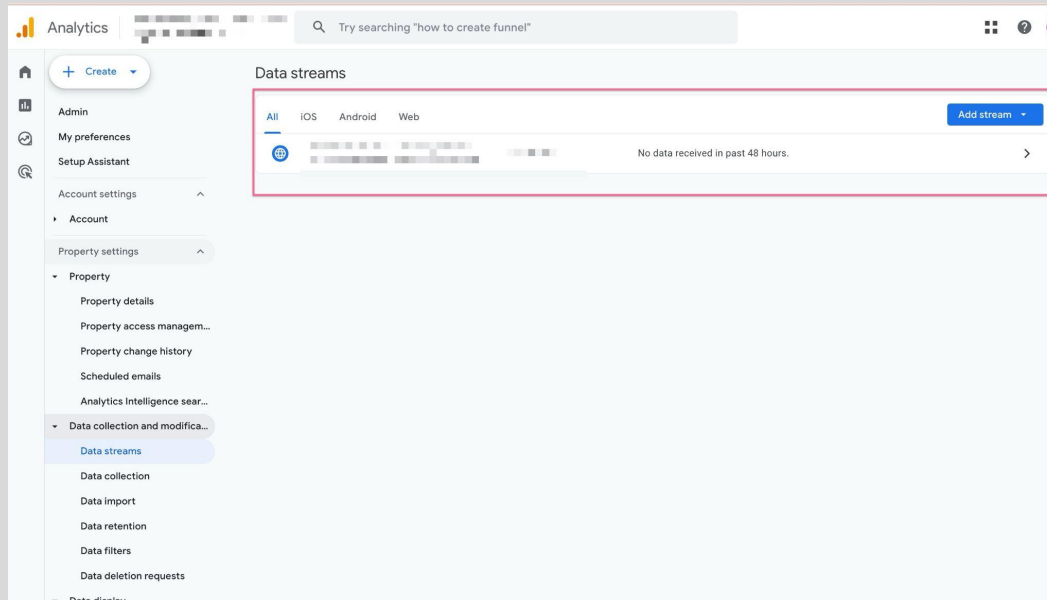 Analytics
Try searching "how to create funnel"
Create
Data streams
Admin
My preferences
Setup Assistant
Account settings
Account
Property settings
Property
Property details
Property access managem...
Property change history
Scheduled emails
Analytics Intelligence sear...
Data collection and modifica...
Data streams
Data collection
Data import
Data retention
Data filters
Data deletion requests
Data display
All iOS Android Web
Add stream
No data received in past 48 hours.